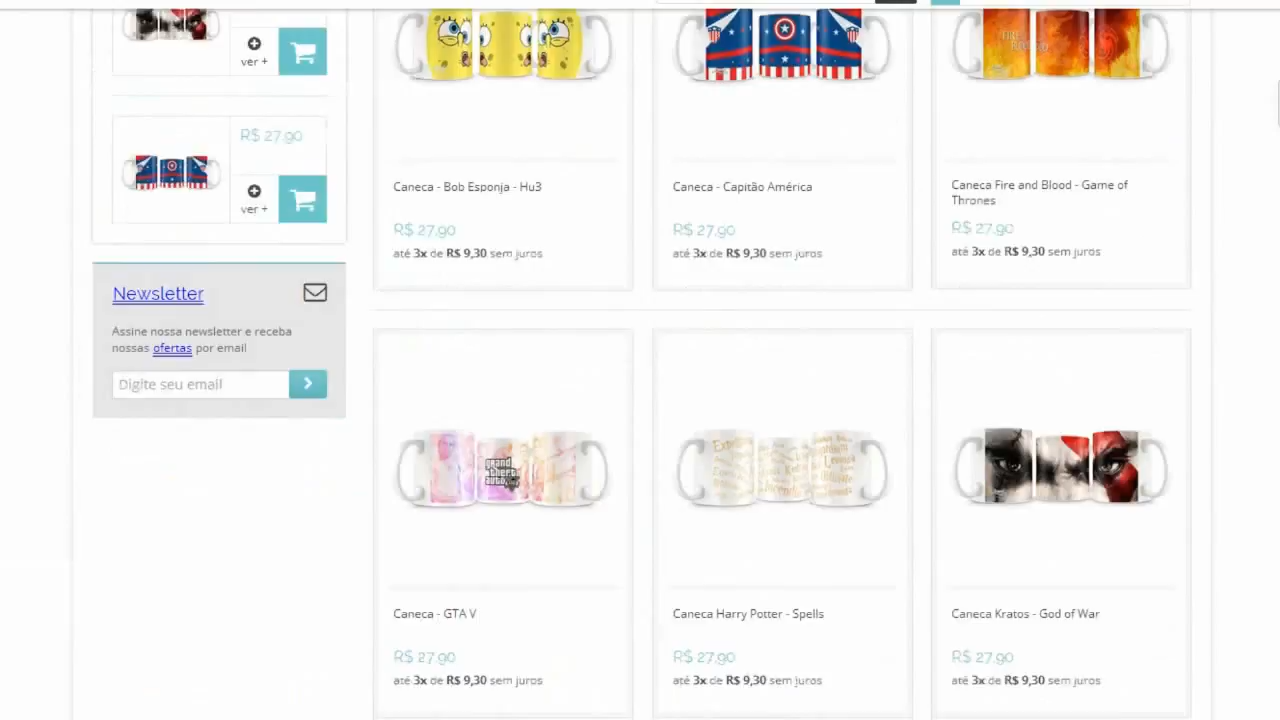 ver +
R$ 27,90
ver +
Newsletter
Assine nossa newsletter e receba
nossas ofertas por email
Digite seu email
Caneca - Bob Esponja - Hu3
R$ 27,90
até 3x de R$ 9,30 sem juros
Caneca - Capitão América
R$ 27,90
até 3x de R$ 9,30 sem juros
FIRE
Caneca Fire and Blood - Game of
Thrones
R$ 27,90
até 3x de R$ 9,30 sem juros
grand
theft
auto
Caneca - GTA V
R$ 27,90
até 3x de R$ 9,30 sem juros
Caneca Harry Potter - Spells
R$ 27,90
até 3x de R$ 9,30 sem juros
Caneca Kratos - God of War
R$ 27,90
até 3x de R$ 9,30 sem juros